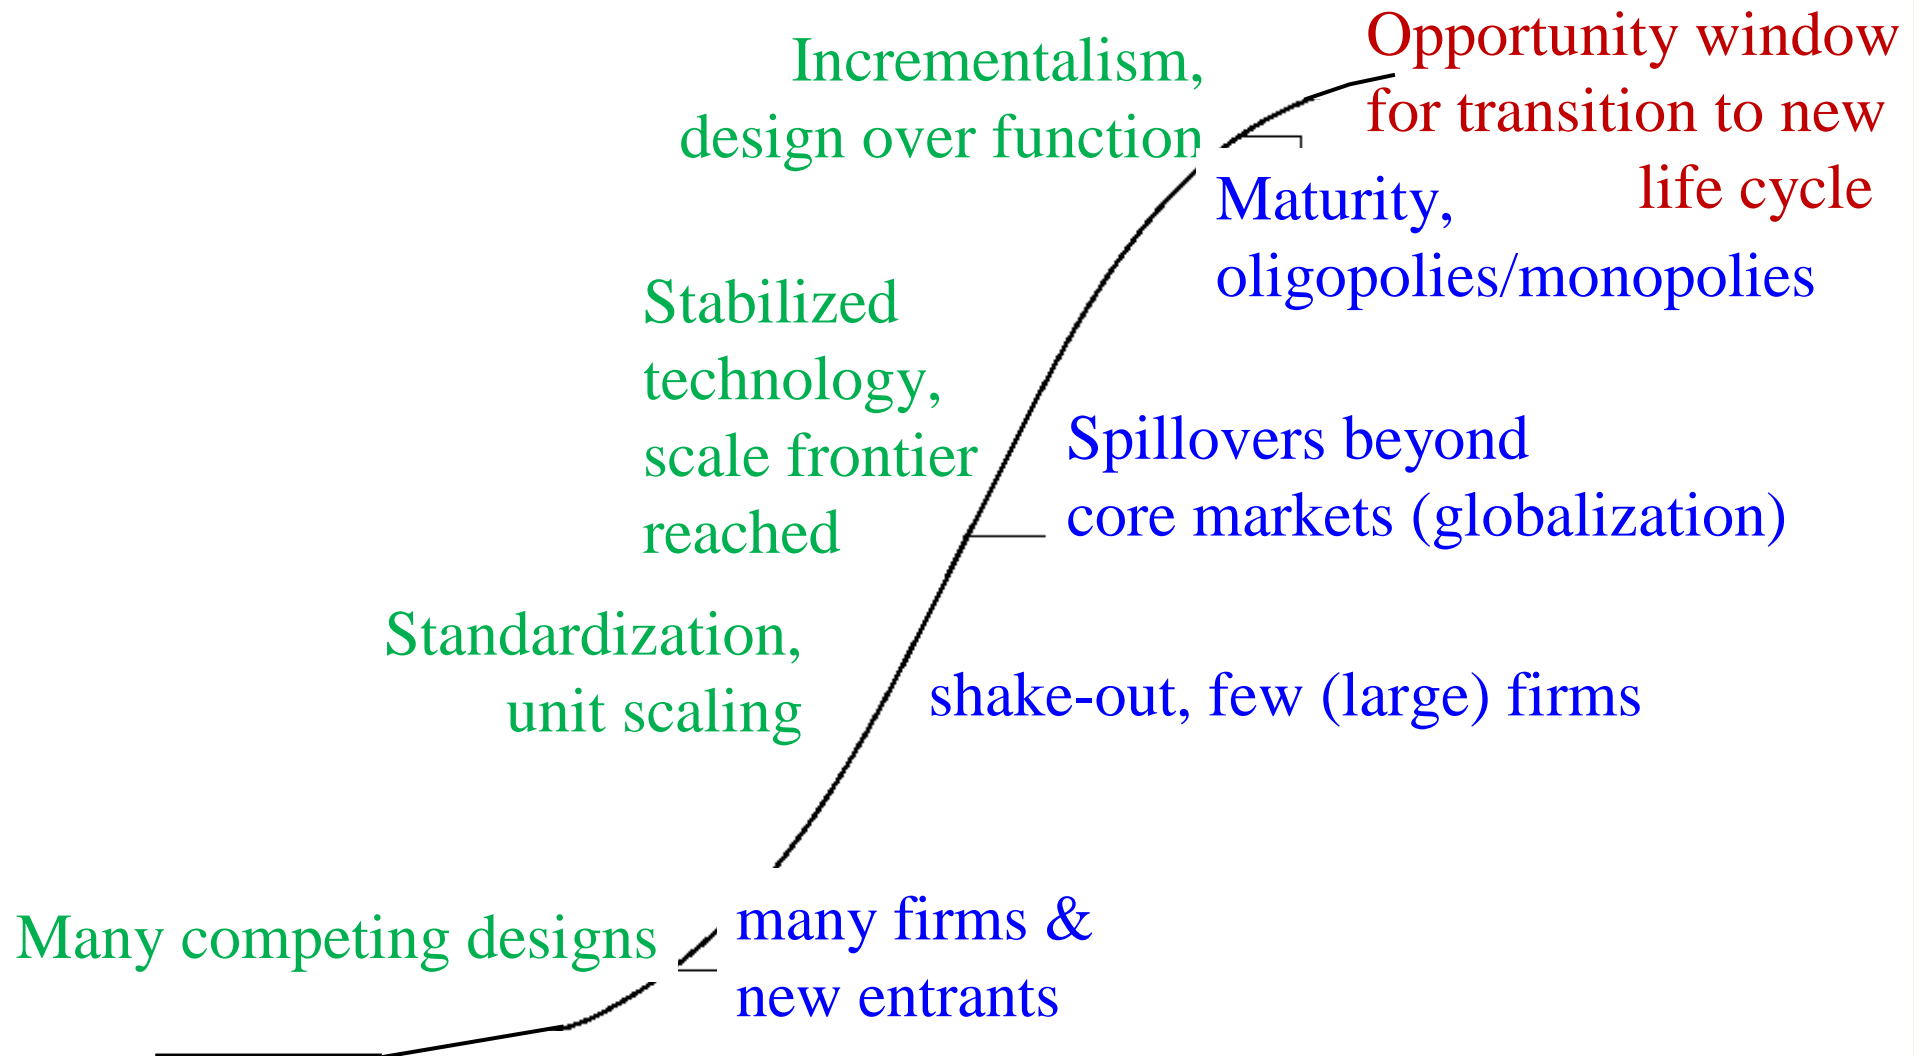 Incrementalism,
design over function
Opportunity window
for transition to new
life cycle
Maturity,
oligopolies/monopolies
Stabilized
technology,
scale frontier
reached
Spillovers beyond
core markets (globalization)
Standardization,
unit scaling
shake-out, few (large) firms
Many competing designs
many firms &
new entrants